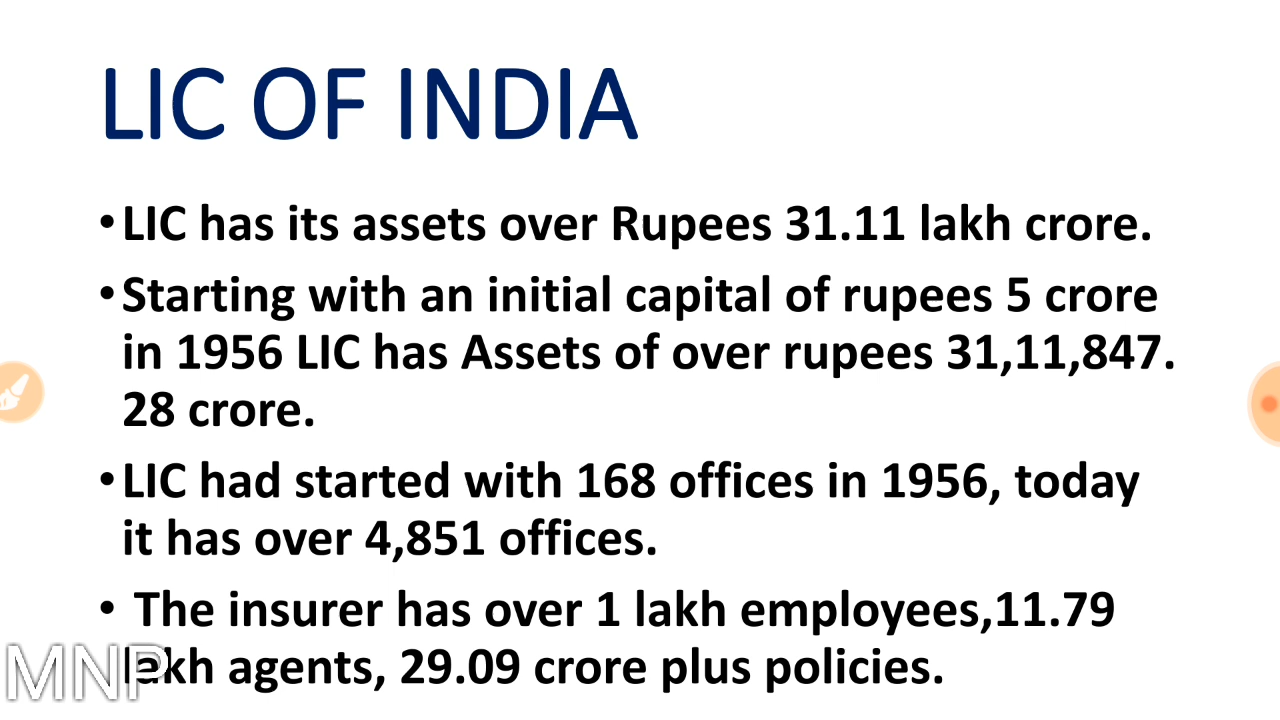 LIC OF INDIA
•LIC has its assets over Rupees 31.11 lakh crore.
•Starting with an initial capital of rupees 5 crore
in 1956 LIC has Assets of over rupees 31,11,847.
28 crore.
•LIC had started with 168 offices in 1956, today
it has over 4,851 offices.
• The insurer has over 1 lakh employees,11.79
lakh agents, 29.09 crore plus policies.
MNP